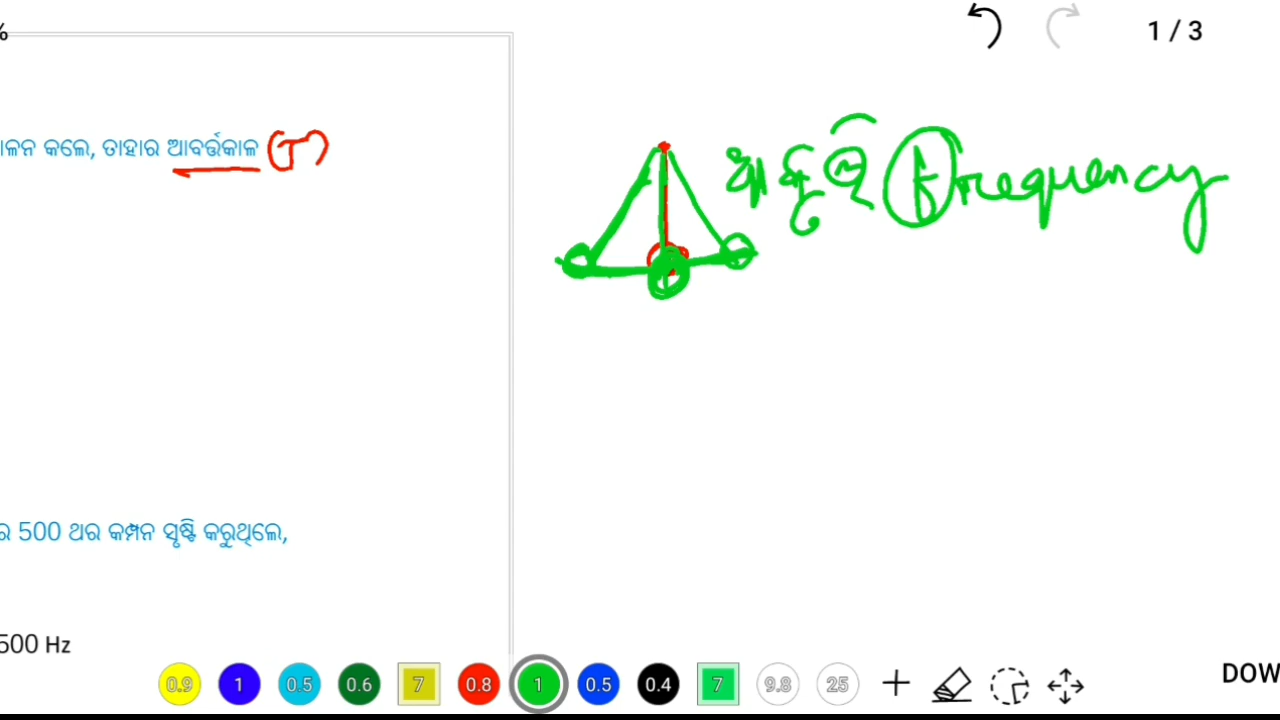 %
1 / 3
ଳନ କଲେ, ତାହାର ଆବର୍ତ୍ତକାଳ (T)
ଆବୃତ୍ତି Frequency
500 ଥର କମ୍ପନ ସୃଷ୍ଟି କରୁଥିଲେ,
500 Hz
0.9 1 0.5 0.6 7 0.8 1 0.5 0.4 7 9.8 25 +
DOW